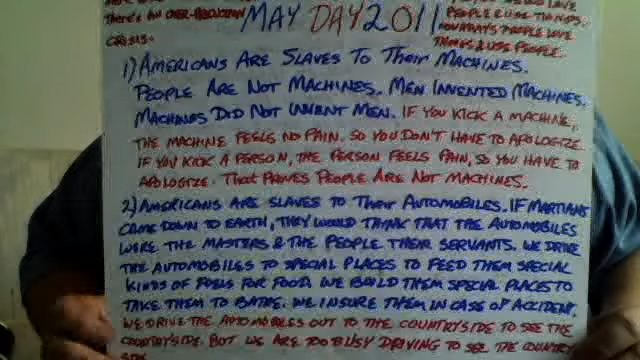 THERE'S AN OVER-ABUNDANCE
CRISIS.
MAY DAY 2011
LOVE
PEOPLE & USE THINGS.
NOWADAYS PEOPLE LOVE
THINGS & USE PEOPLE.
1) AMERICANS ARE SLAVES TO THEIR MACHINES.
PEOPLE ARE NOT MACHINES. MEN INVENTED MACHINES.
MACHINES DID NOT INVENT MEN. IF YOU KICK A MACHINE,
THE MACHINE FEELS NO PAIN. SO YOU DON'T HAVE TO APOLOGIZE.
IF YOU KICK A PERSON, THE PERSON FEELS PAIN, SO YOU HAVE TO
APOLOGIZE. THAT PROVES PEOPLE ARE NOT MACHINES.
2) AMERICANS ARE SLAVES TO THEIR AUTOMOBILES. IF MARTIANS
CAME DOWN TO EARTH, THEY WOULD THINK THAT THE AUTOMOBILES
WERE THE MASTERS & THE PEOPLE THEIR SERVANTS. WE DRIVE
THE AUTOMOBILES TO SPECIAL PLACES TO FEED THEM SPECIAL
KINDS OF FUELS FOR FOOD. WE BUILD THEM SPECIAL PLACES TO
TAKE THEM TO BATHE. WE INSURE THEM IN CASE OF ACCIDENT.
WE DRIVE THE AUTOMOBILES OUT TO THE COUNTRYSIDE TO SEE THE
COUNTRYSIDE. BUT WE ARE TOO BUSY DRIVING TO SEE THE COUNTRY